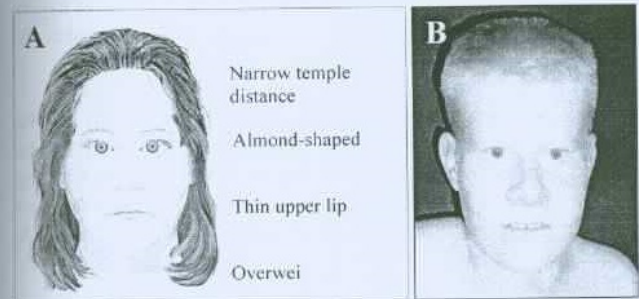 A
Narrow temple
distance
Almond-shaped
Thin upper lip
Overwei
B